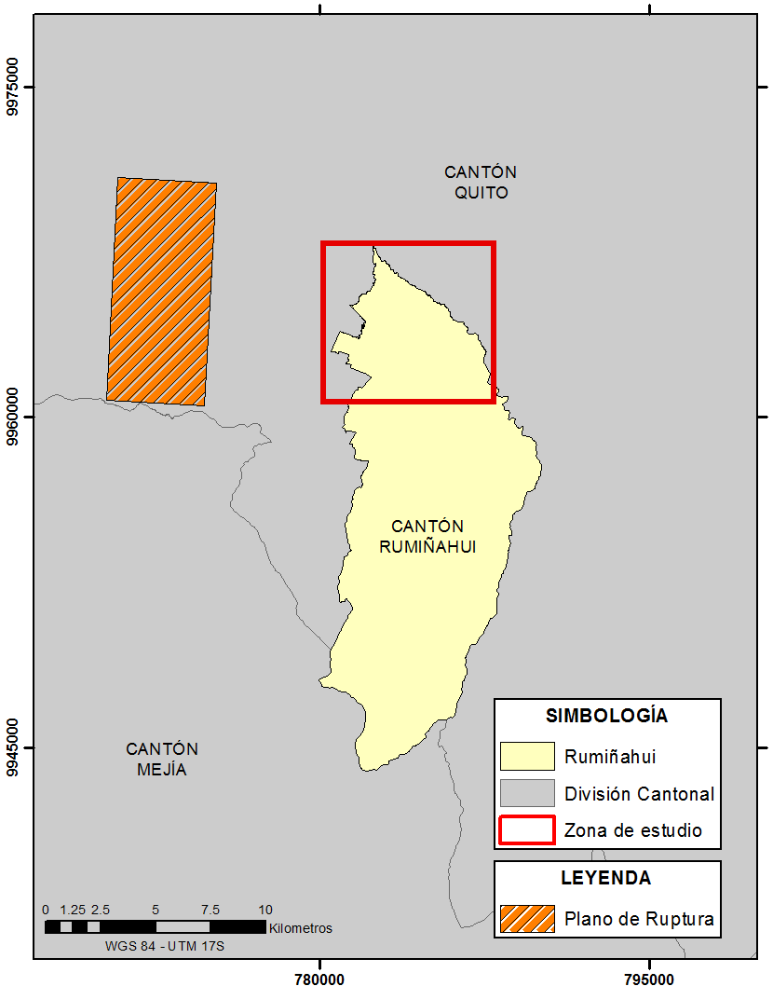 9975000
9960000
9945000
CANTÓN
QUITO
CANTÓN
RUMIÑAHUI
CANTÓN
MEJÍA
SIMBOLOGÍA
Rumiñahui
División Cantonal
Zona de estudio
LEYENDA
Plano de Ruptura
0 1.25 2.5 5 7.5 10
Kilometros
WGS 84 - UTM 17S
780000
795000